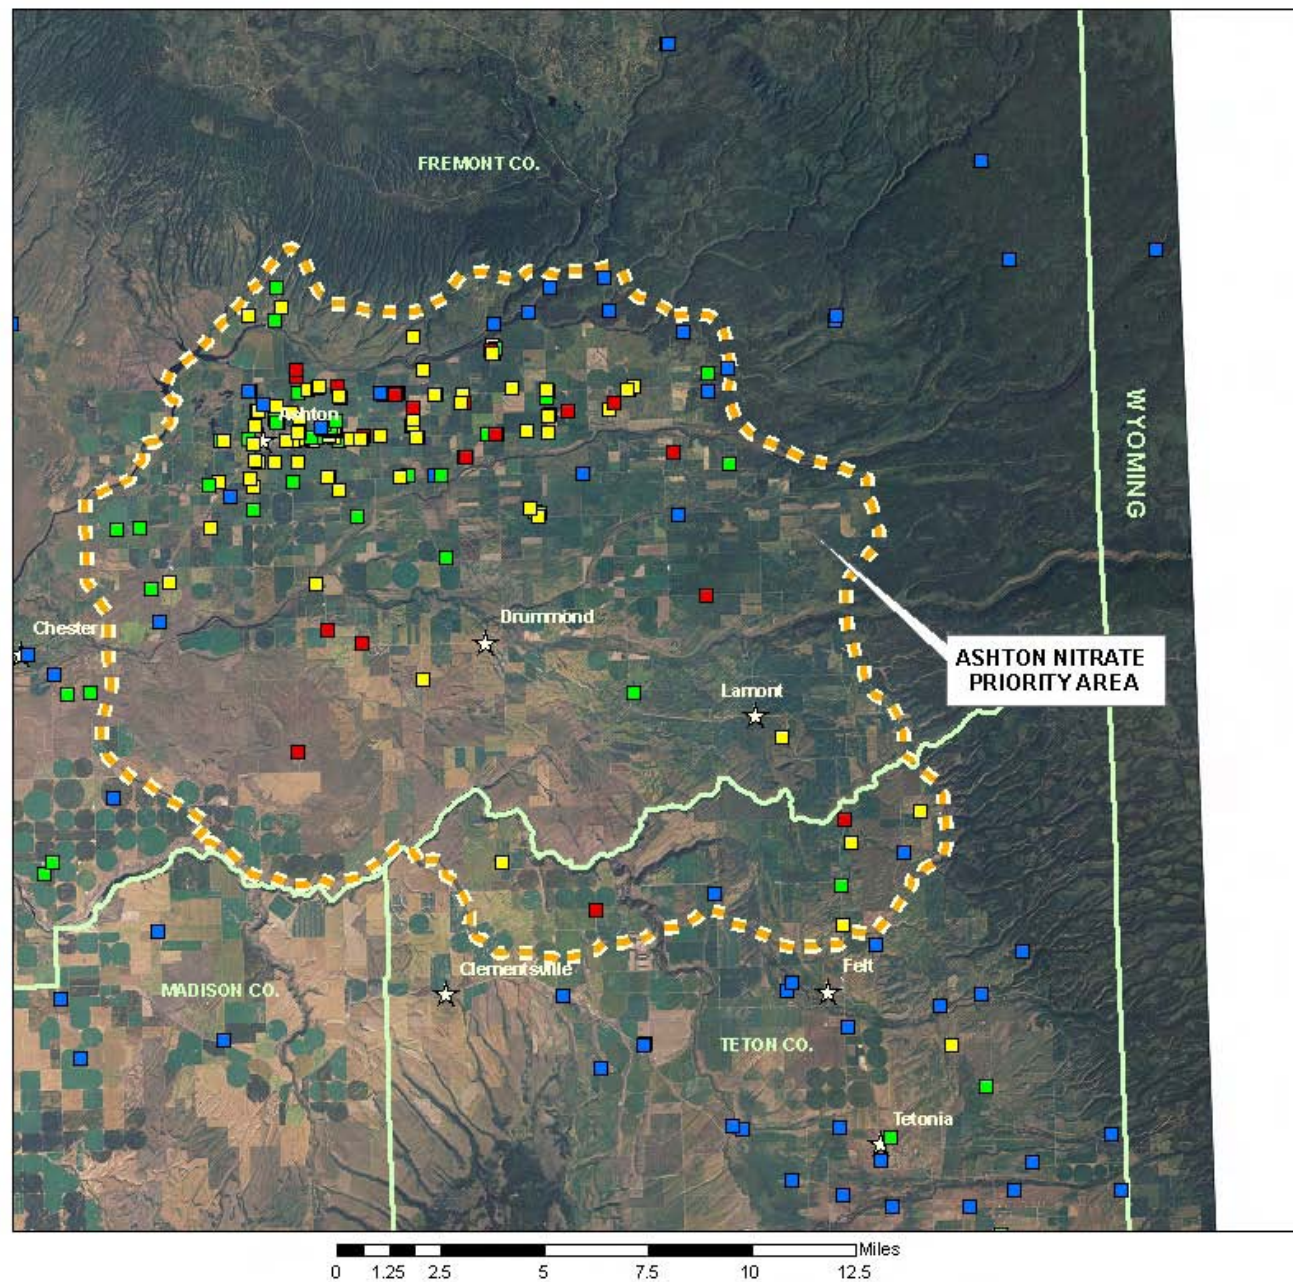 FREMONT CO.
WYOMING
Ashton
Drummond
Chester
ASHTON NITRATE
PRIORITY AREA
Lamont
Clementsville
Felt
MADISON CO.
TETON CO.
Tetonia
Miles
0 1.25 2.5 5 7.5 10 12.5